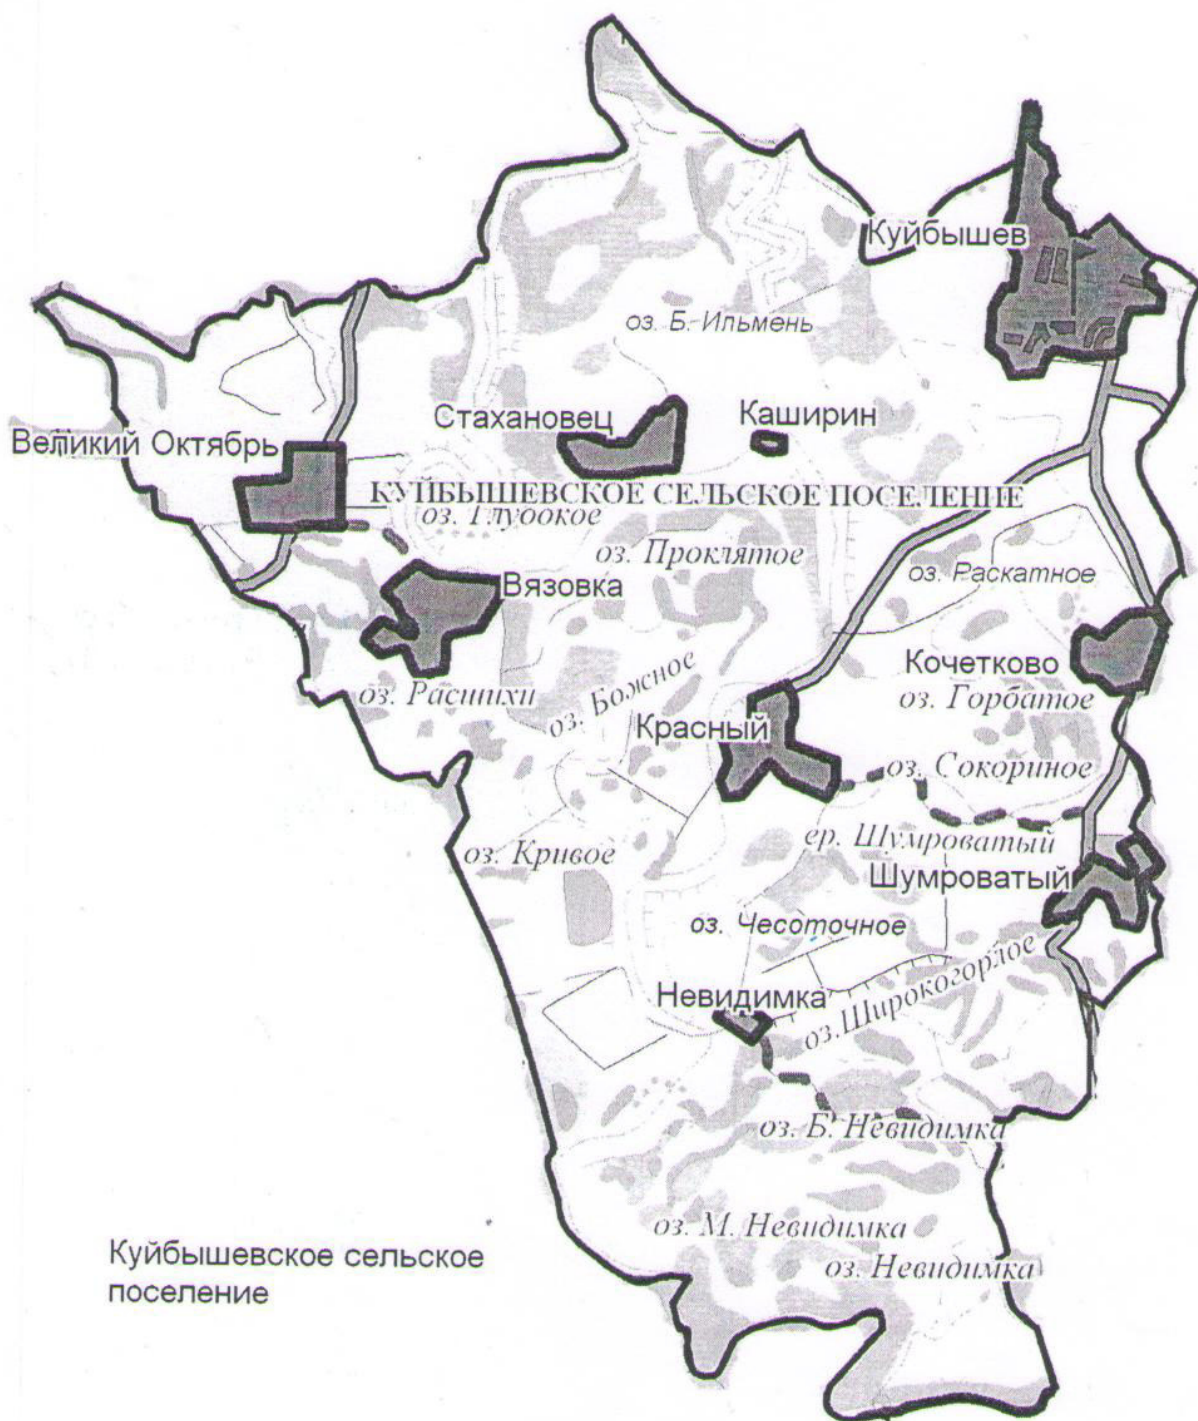 Куйбышев
оз. Б. Ильмень
Стахановец
Каширин
Великий Октябрь
КУЙБЫШЕВСКОЕ СЕЛЬСКОЕ ПОСЕЛЕНИЕ
оз. Глубокое
оз. Проклятое
оз. Раскатное
Вязовка
Кочетково
оз. Божное
оз. Горбатое
Красный
оз. Сокориное
ер. Шумроватый
оз. Кривое
Шумроватый
оз. Чесоточное
оз. Широкогорлое
Невидимка
оз. Б. Невидимка
оз. М. Невидимка
оз. Невидимка
Куйбышевское сельское
поселение